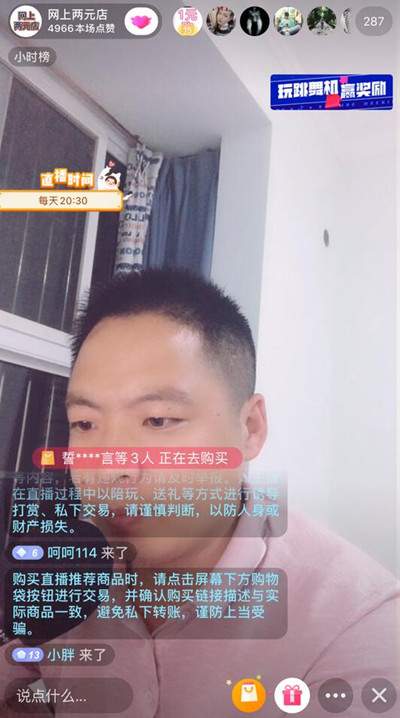 网上两元店
4966本场点赞
1元
287
小时榜
玩跳舞机 赢奖励
直播时间
每天20:30
誓****言等3人 正在去购买
在直播过程中以陪玩、送礼等方式进行诱导
打赏、私下交易，请谨慎判断，以防人身或
财产损失。
6 呵呵114 来了
购买直播推荐商品时，请点击屏幕下方购物
袋按钮进行交易，并确认购买链接描述与实
际商品一致，避免私下转账，谨防上当受
骗。
13 小胖 来了
说点什么...